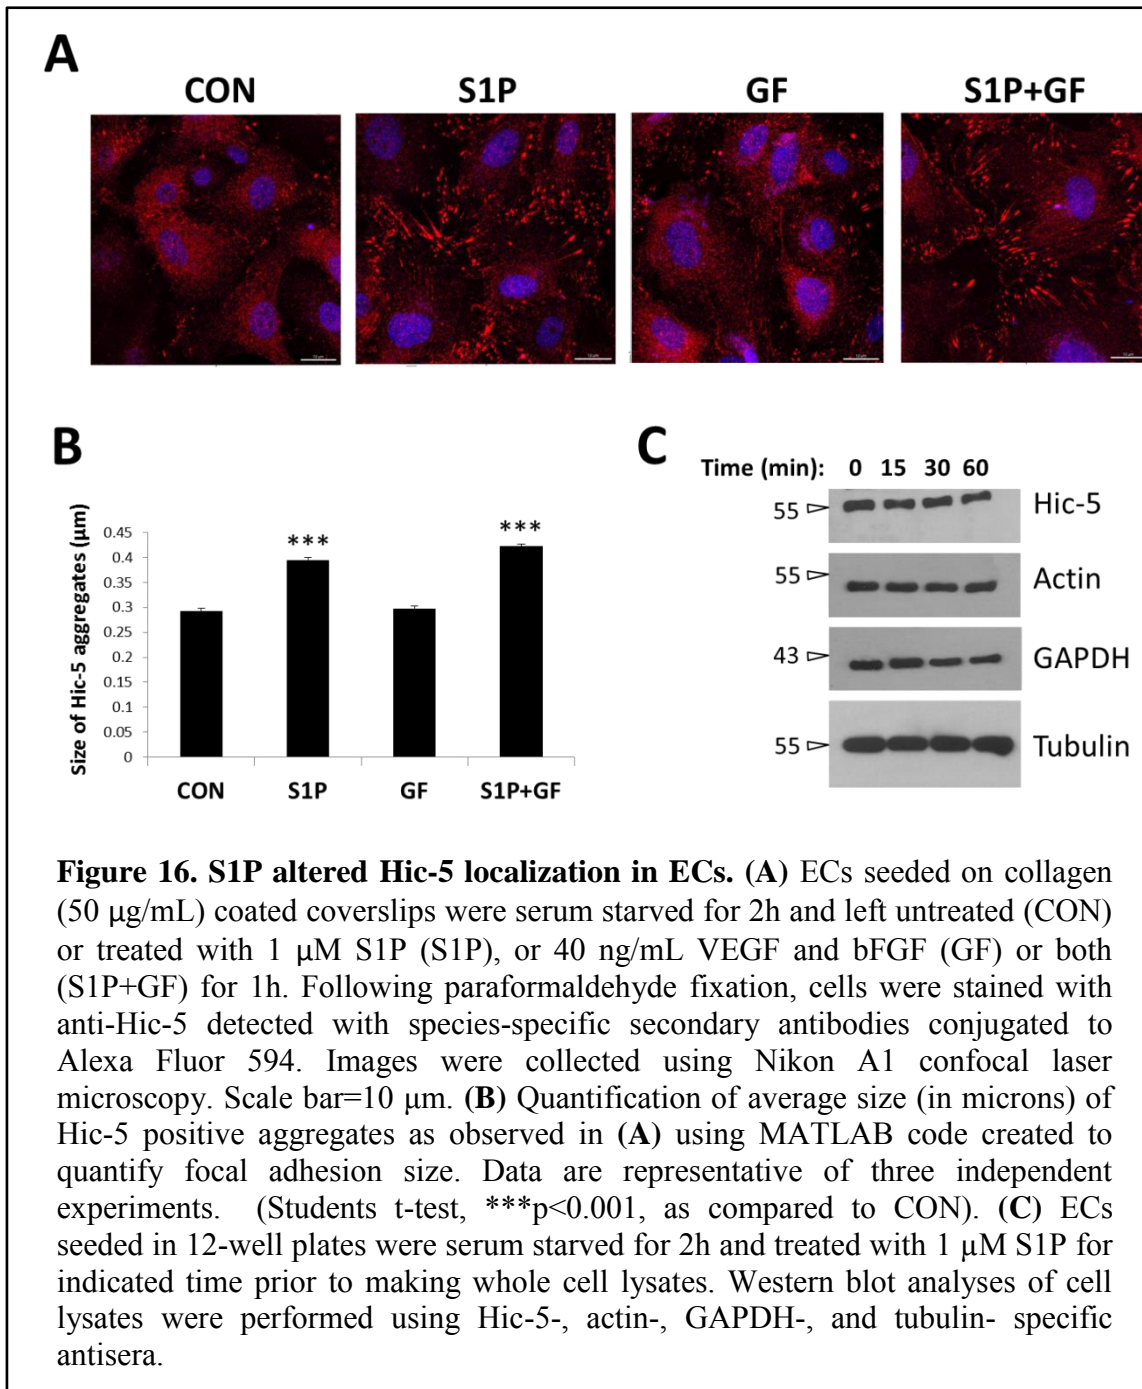 A
CON S1P GF S1P+GF
B
Size of Hic-5 aggregates (μm)
0.45
0.4
0.35
0.3
0.25
0.2
0.15
0.1
0.05
0
*** ***
CON S1P GF S1P+GF
C
Time (min): 0 15 30 60
55 Hic-5
55 Actin
43 GAPDH
55 Tubulin
Figure 16. S1P altered Hic-5 localization in ECs. (A) ECs seeded on collagen
(50 μg/mL) coated coverslips were serum starved for 2h and left untreated (CON)
or treated with 1 μM S1P (S1P), or 40 ng/mL VEGF and bFGF (GF) or both
(S1P+GF) for 1h. Following paraformaldehyde fixation, cells were stained with
anti-Hic-5 detected with species-specific secondary antibodies conjugated to
Alexa Fluor 594. Images were collected using Nikon A1 confocal laser
microscopy. Scale bar=10 μm. (B) Quantification of average size (in microns) of
Hic-5 positive aggregates as observed in (A) using MATLAB code created to
quantify focal adhesion size. Data are representative of three independent
experiments. (Students t-test, ***p<0.001, as compared to CON). (C) ECs
seeded in 12-well plates were serum starved for 2h and treated with 1 μM S1P for
indicated time prior to making whole cell lysates. Western blot analyses of cell
lysates were performed using Hic-5-, actin-, GAPDH-, and tubulin- specific
antisera.